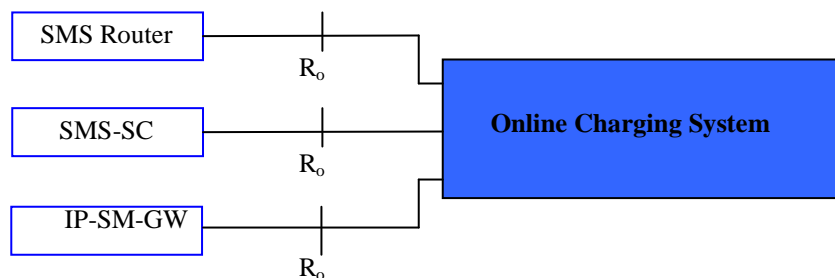 SMS Router
Ro
SMS-SC
Online Charging System
Ro
IP-SM-GW
Ro